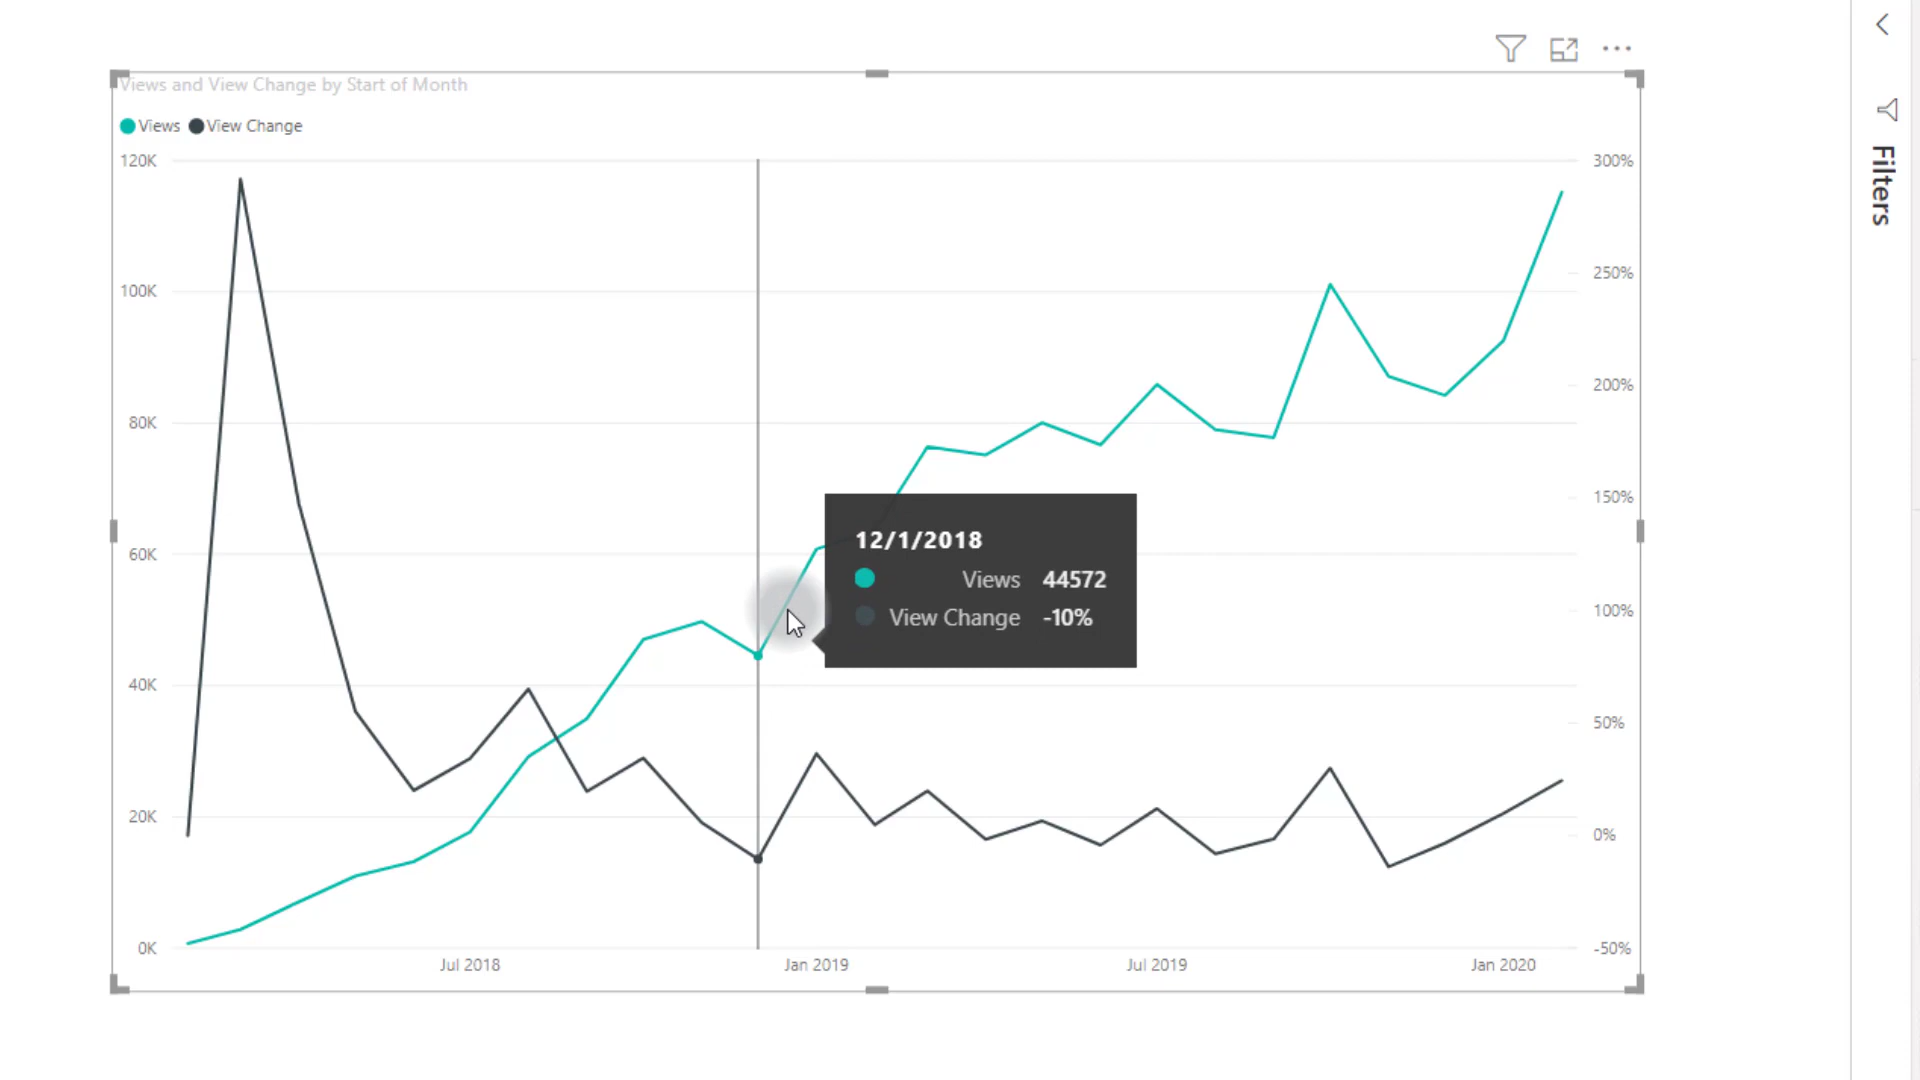 Views and View Change by Start of Month
Views View Change
120K
100K
80K
60K
40K
20K
0K
300%
250%
200%
150%
100%
50%
0%
-50%
Jul 2018 Jan 2019 Jul 2019 Jan 2020
12/1/2018
Views 44572
View Change -10%
Filters